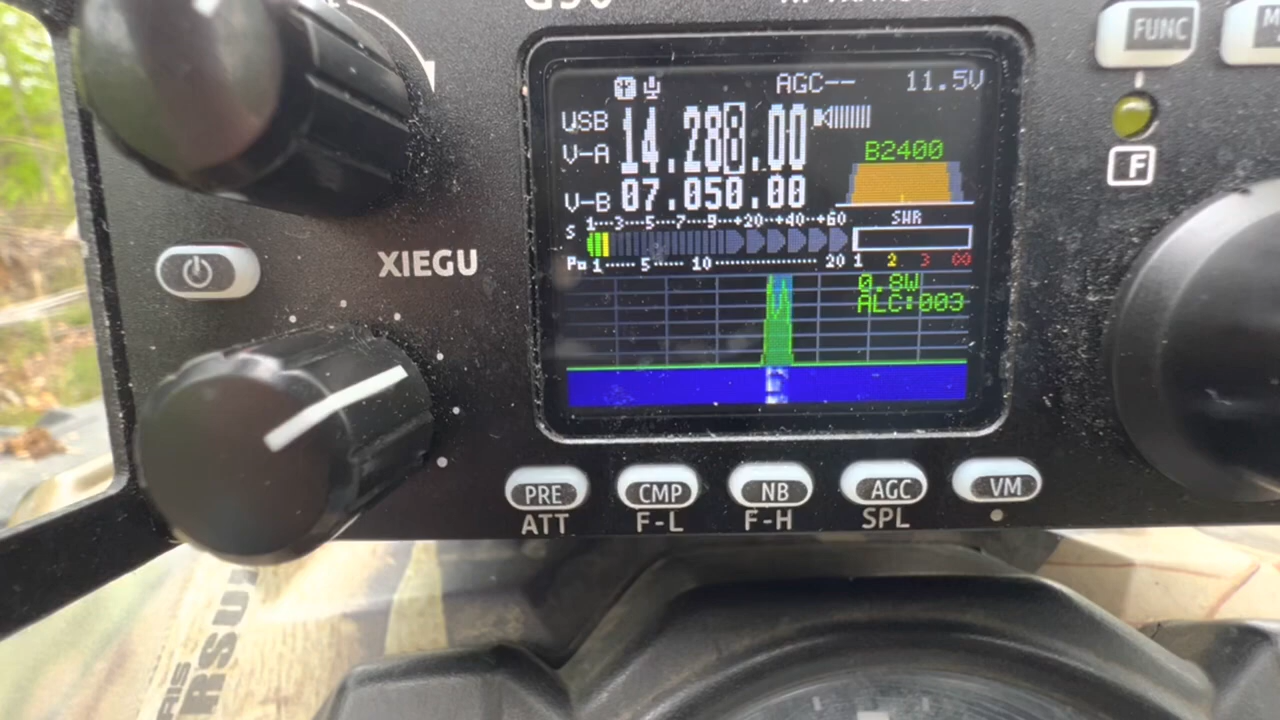 G90
FUNC
AGC-- 11.5V
USB 14.288.00
V-A
B2400
V-B 07.050.00
S 1---3---5---7---9---+20--+40--+60
SWR
Po 1------5------10---------------20
1 2 3 ∞
0.8W
ALC:003
F
XIEGU
PRE CMP NB AGC VM
ATT F-L F-H SPL
RSU